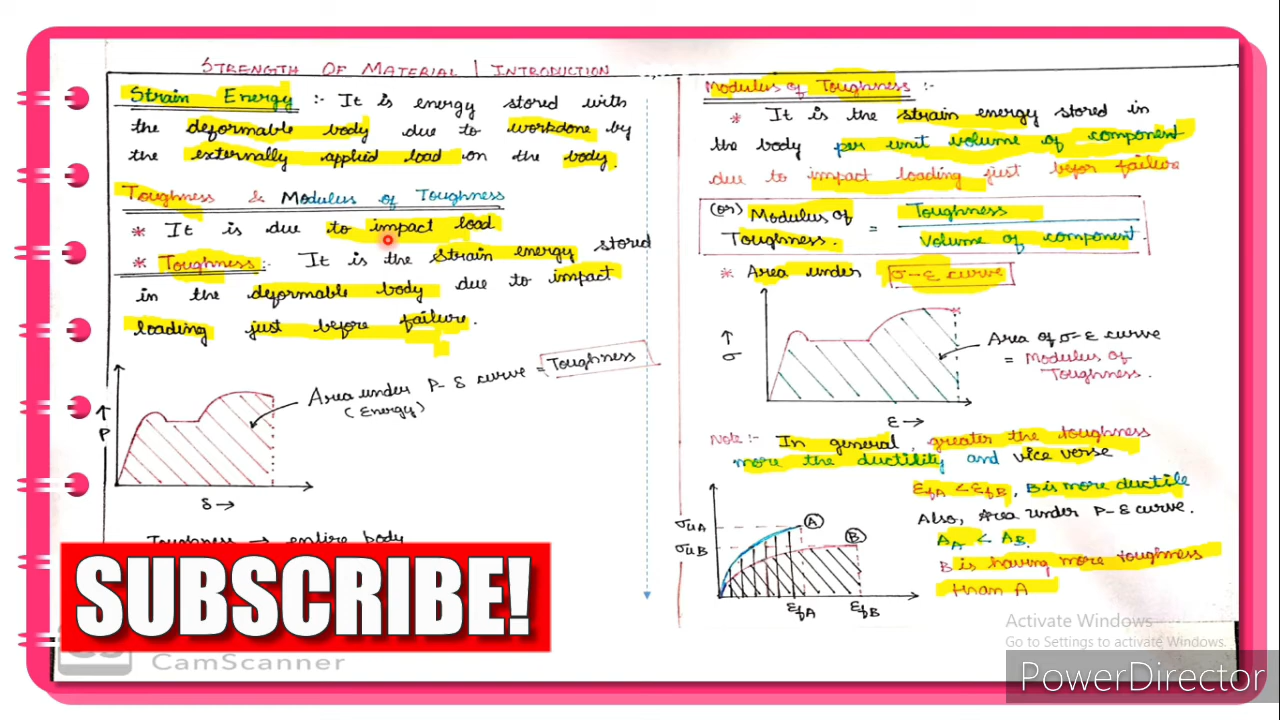 STRENGTH OF MATERIAL | INTRODUCTION
Strain Energy :- It is energy stored with
the deformable body due to workdone by
the externally applied load on the body.
Toughness & Modulus of Toughness
* It is due to impact load
* Toughness:- It is the strain energy stored
in the deformable body due to impact
loading just before failure.
Area under P-δ curve = Toughness
(Energy)
↑
P
δ →
Toughness → entire body
SUBSCRIBE!
CamScanner
Modulus of Toughness :-
* It is the strain energy stored in
the body per unit volume of component
due to impact loading just befor failure
(or) Modulus of Toughness. = Toughness
Volume of component.
* Area under σ-ε curve
↑
σ
Area of σ-ε curve
= Modulus of
Toughness.
ε →
Note:- In general, greater the toughness
more the ductility and vice verse
εfA < εfB, B is more ductile
Also, Area under P-δ curve.
AA < AB.
B is having more toughness
than A
σuA
σuB
A
B
εfA εfB
Activate Windows
Go to Settings to activate Windows.
PowerDirector